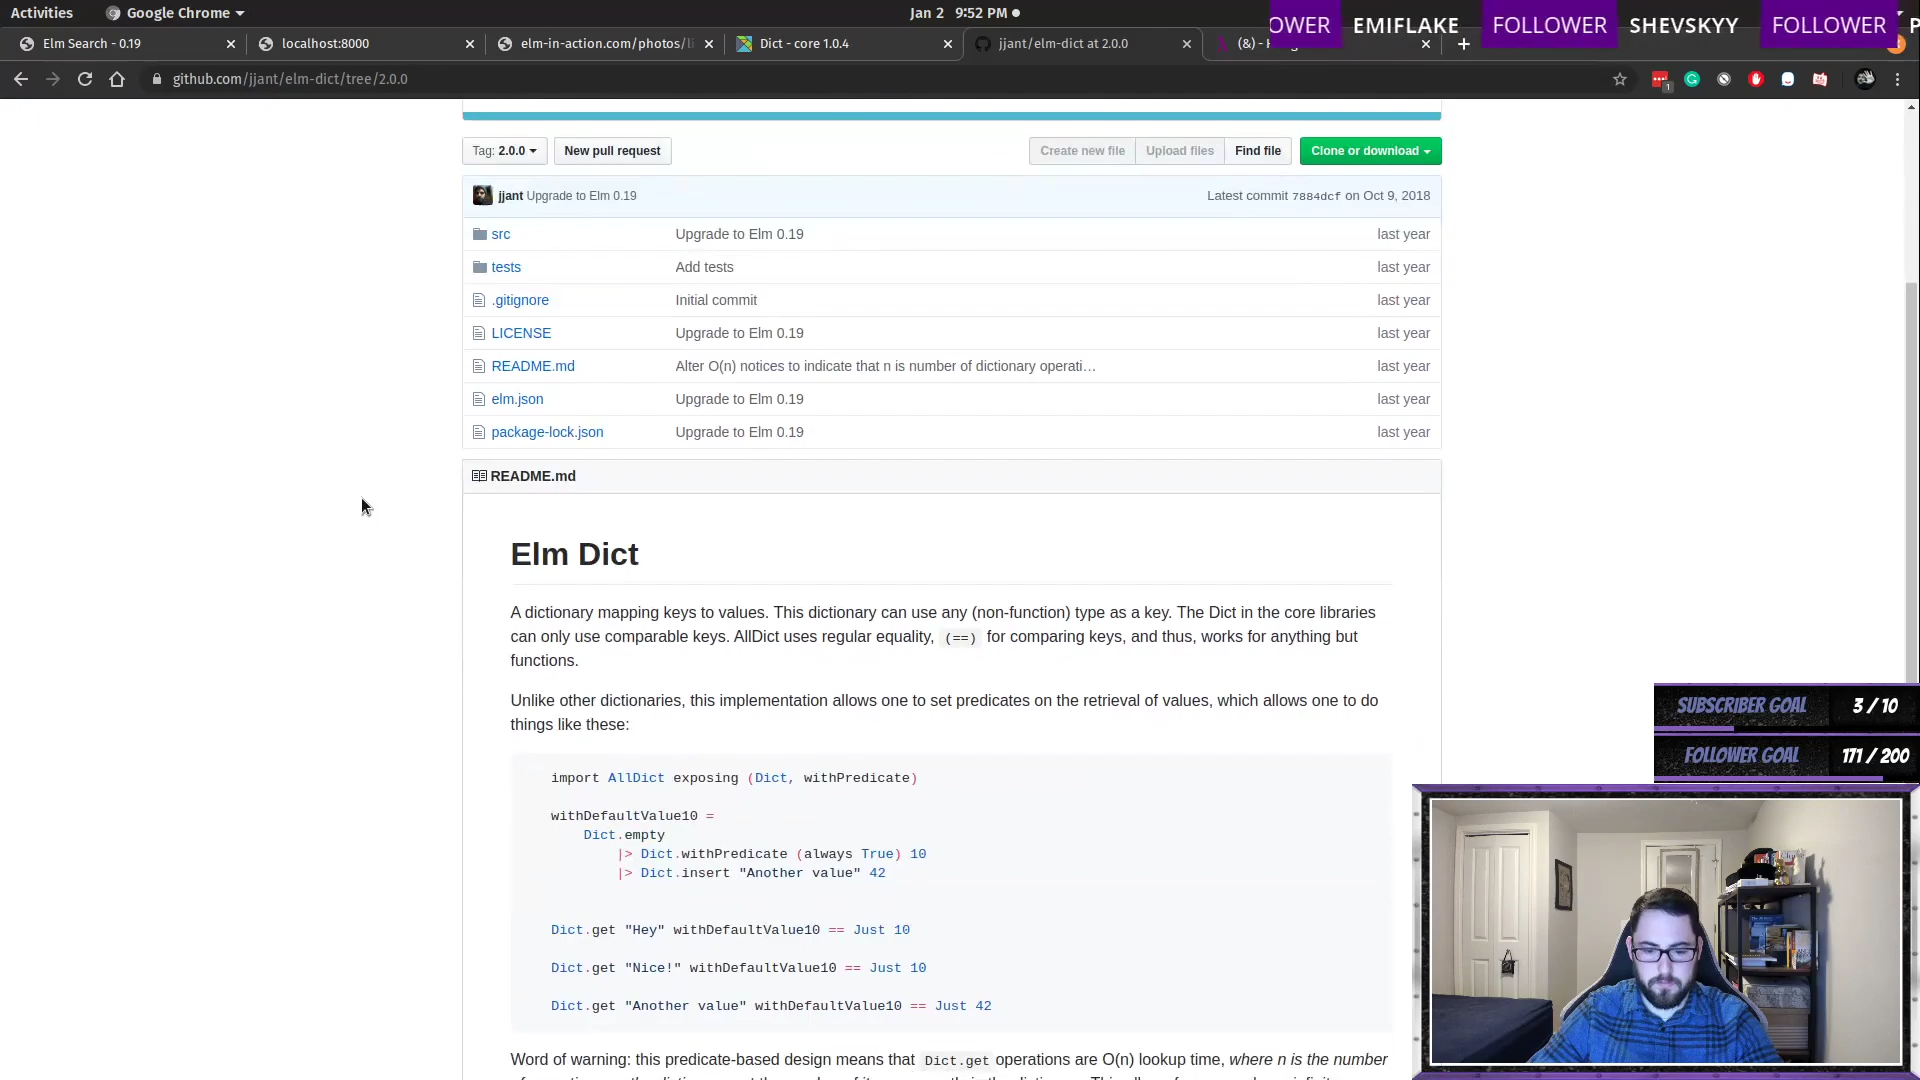 Activities
Google Chrome
Jan 2 9:52 PM
OWER EMIFLAKE FOLLOWER SHEVSKYY FOLLOWER P
Elm Search - 0.19
localhost:8000
elm-in-action.com/photos/li
Dict - core 1.0.4
jjant/elm-dict at 2.0.0
(&) - H
github.com/jjant/elm-dict/tree/2.0.0
1
Tag: 2.0.0
New pull request
Create new file
Upload files
Find file
Clone or download
jjant Upgrade to Elm 0.19
Latest commit 7884dcf on Oct 9, 2018
src Upgrade to Elm 0.19 last year
tests Add tests last year
.gitignore Initial commit last year
LICENSE Upgrade to Elm 0.19 last year
README.md Alter O(n) notices to indicate that n is number of dictionary operati… last year
elm.json Upgrade to Elm 0.19 last year
package-lock.json Upgrade to Elm 0.19 last year
README.md
Elm Dict
A dictionary mapping keys to values. This dictionary can use any (non-function) type as a key. The Dict in the core libraries
can only use comparable keys. AllDict uses regular equality, (==) for comparing keys, and thus, works for anything but
functions.
Unlike other dictionaries, this implementation allows one to set predicates on the retrieval of values, which allows one to do
things like these:
import AllDict exposing (Dict, withPredicate)
withDefaultValue10 =
Dict.empty
|> Dict.withPredicate (always True) 10
|> Dict.insert "Another value" 42
Dict.get "Hey" withDefaultValue10 == Just 10
Dict.get "Nice!" withDefaultValue10 == Just 10
Dict.get "Another value" withDefaultValue10 == Just 42
Word of warning: this predicate-based design means that Dict.get operations are O(n) lookup time, where n is the number
SUBSCRIBER GOAL 3 / 10
FOLLOWER GOAL 171 / 200